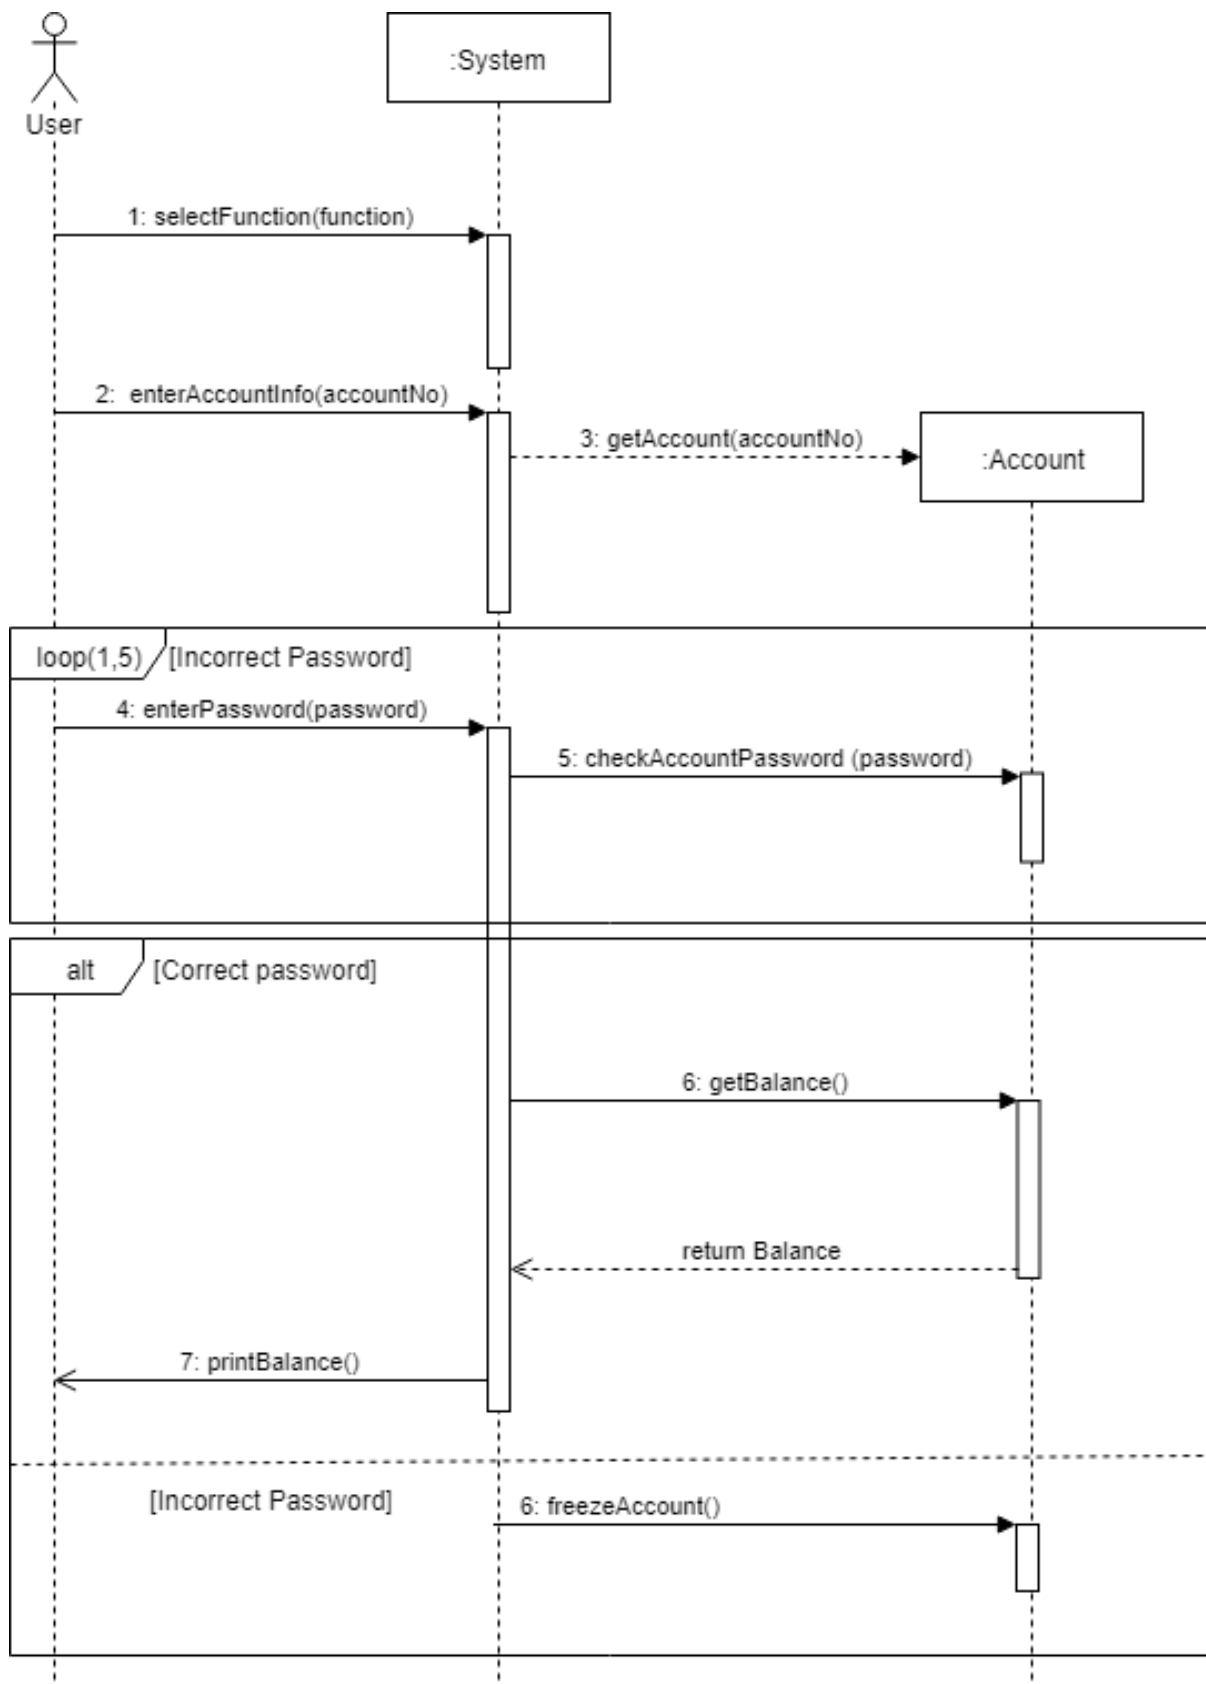 :System
User
1: selectFunction(function)
2:  enterAccountInfo(accountNo)
3: getAccount(accountNo)
:Account
loop(1,5) [Incorrect Password]
4: enterPassword(password)
5: checkAccountPassword (password)
alt [Correct password]
6: getBalance()
return Balance
7: printBalance()
[Incorrect Password]
6: freezeAccount()